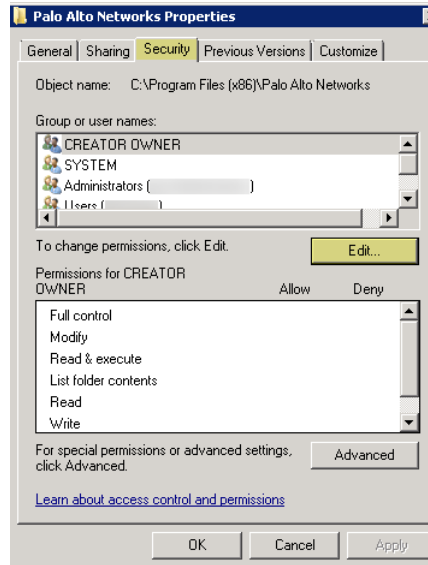 Palo Alto Networks Properties
General Sharing Security Previous Versions Customize
Object name: C:\Program Files (x86)\Palo Alto Networks
Group or user names:
CREATOR OWNER
SYSTEM
Administrators ( )
Users ( )
To change permissions, click Edit.
Edit...
Permissions for CREATOR
OWNER Allow Deny
Full control
Modify
Read & execute
List folder contents
Read
Write
For special permissions or advanced settings,
click Advanced.
Advanced
Learn about access control and permissions
OK Cancel Apply